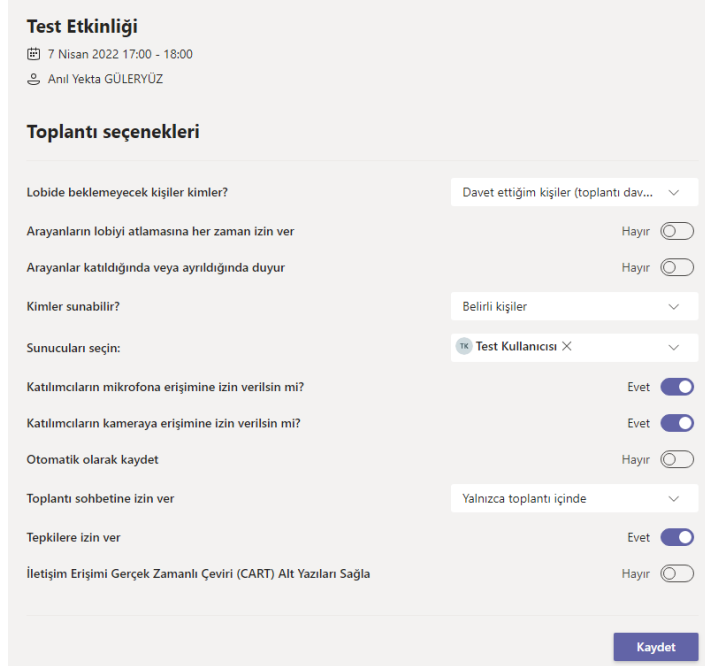 Test Etkinliği
7 Nisan 2022 17:00 - 18:00
Anıl Yekta GÜLERYÜZ
Toplantı seçenekleri
Lobide beklemeyecek kişiler kimler? Davet ettiğim kişiler (toplantı dav...
Arayanların lobiyi atlamasına her zaman izin ver Hayır
Arayanlar katıldığında veya ayrıldığında duyur Hayır
Kimler sunabilir? Belirli kişiler
Sunucuları seçin: TK Test Kullanıcısı
Katılımcıların mikrofona erişimine izin verilsin mi? Evet
Katılımcıların kameraya erişimine izin verilsin mi? Evet
Otomatik olarak kaydet Hayır
Toplantı sohbetine izin ver Yalnızca toplantı içinde
Tepkilere izin ver Evet
İletişim Erişimi Gerçek Zamanlı Çeviri (CART) Alt Yazıları Sağla Hayır
Kaydet